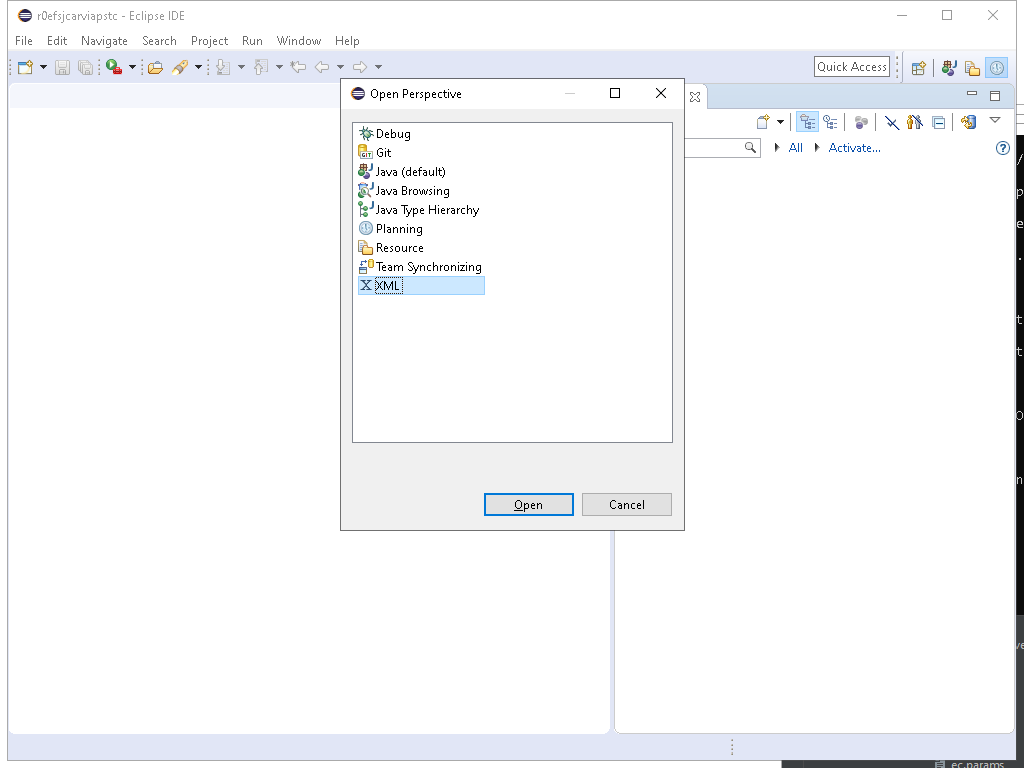 r0efsjcarviapstc - Eclipse IDE
File Edit Navigate Search Project Run Window Help
Quick Access
Open Perspective
Debug
Git
Java (default)
Java Browsing
Java Type Hierarchy
Planning
Resource
Team Synchronizing
XML
All Activate...
Open Cancel
ec.params